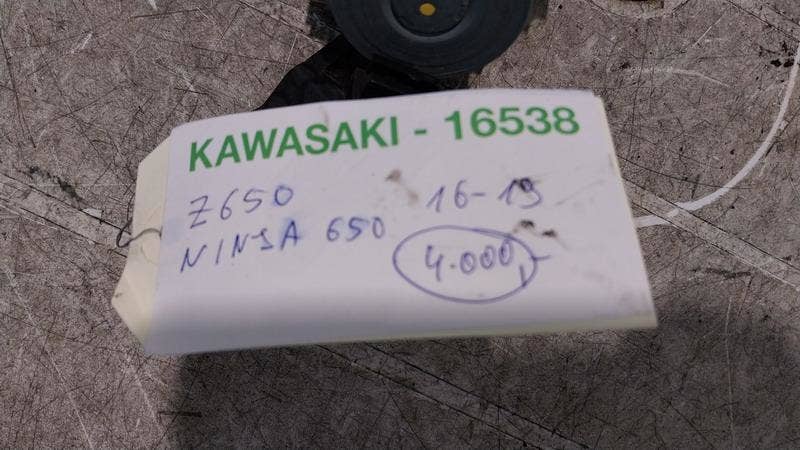 KAWASAKI - 16538
Z650 16-19
NINJA 650 4.000,-